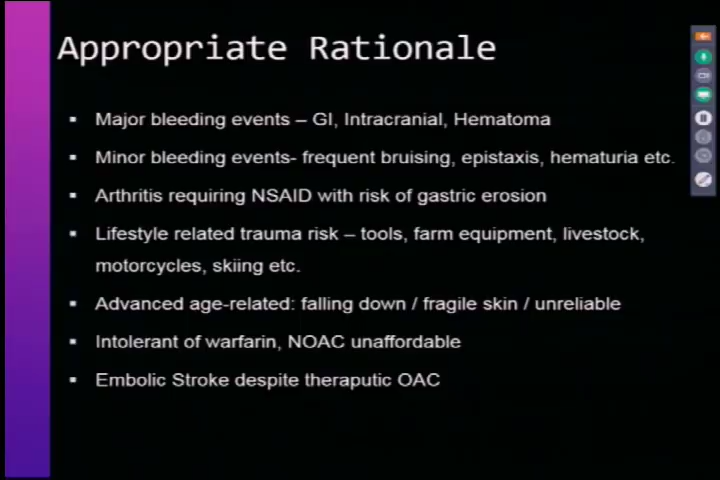 Appropriate Rationale
▪ Major bleeding events – GI, Intracranial, Hematoma
▪ Minor bleeding events- frequent bruising, epistaxis, hematuria etc.
▪ Arthritis requiring NSAID with risk of gastric erosion
▪ Lifestyle related trauma risk – tools, farm equipment, livestock,
motorcycles, skiing etc.
▪ Advanced age-related: falling down / fragile skin / unreliable
▪ Intolerant of warfarin, NOAC unaffordable
▪ Embolic Stroke despite theraputic OAC